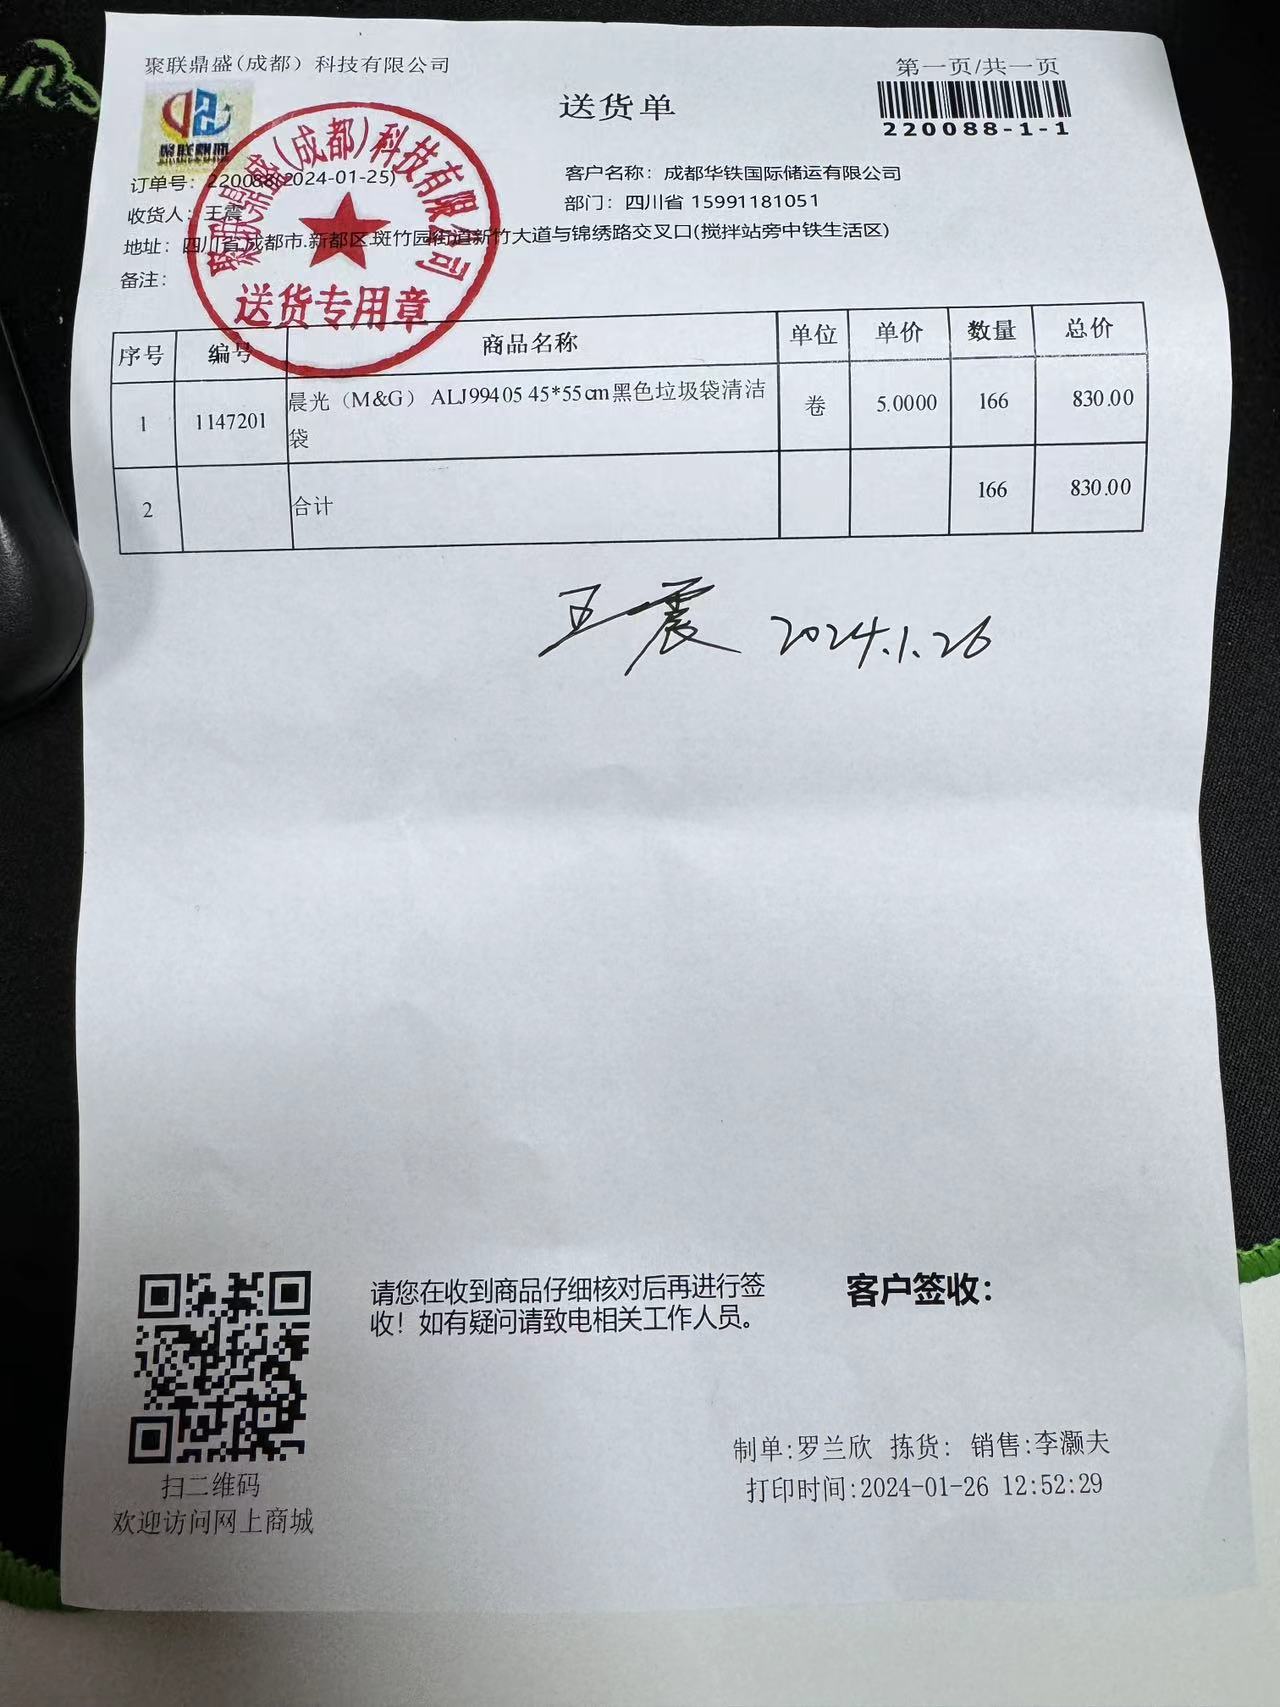 聚联鼎盛(成都)科技有限公司
第一页/共一页
送货单
220088-1-1
聚联鼎盛
订单号:220088(2024-01-25)
客户名称:成都华铁国际储运有限公司
收货人:王震
部门:四川省 15991181051
地址:四川省.成都市.新都区.斑竹园街道新竹大道与锦绣路交叉口(搅拌站旁中铁生活区)
备注:
聚联鼎盛(成都)科技有限公司
送货专用章
序号 编号 商品名称 单位 单价 数量 总价
1 1147201 晨光(M&G) ALJ99405 45*55cm黑色垃圾袋清洁 卷 5.0000 166 830.00
袋
2 合计 166 830.00
王震 2024.1.26
请您在收到商品仔细核对后再进行签
收!如有疑问请致电相关工作人员。
客户签收:
扫二维码
欢迎访问网上商城
制单:罗兰欣 拣货: 销售:李灏夫
打印时间:2024-01-26 12:52:29